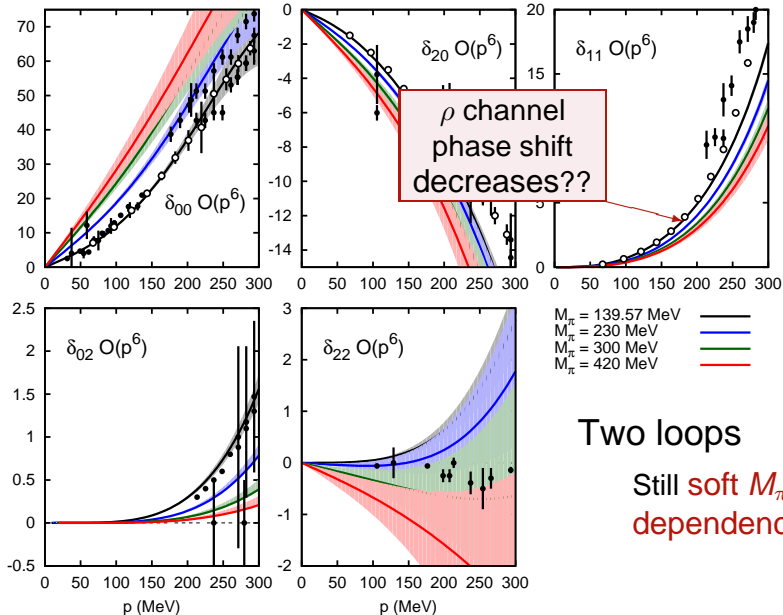 80
70
60
50
40
30
20
10
0
δ00 O(p⁶)
0 50 100 150 200 250 300
0
-2
-4
-6
-8
-10
-12
-14
δ20 O(p⁶)
0 50 100 150 200 250 300
20
15
5
0
δ11 O(p⁶)
0 50 100 150 200 250 300
ρ channel
phase shift
decreases??
2.5
2
1.5
1
0.5
0
-0.5
δ02 O(p⁶)
0 50 100 150 200 250 300
p (MeV)
3
2
1
0
-1
-2
δ22 O(p⁶)
0 50 100 150 200 250 300
p (MeV)
Mπ = 139.57 MeV
Mπ = 230 MeV
Mπ = 300 MeV
Mπ = 420 MeV
Two loops
Still soft Mπ